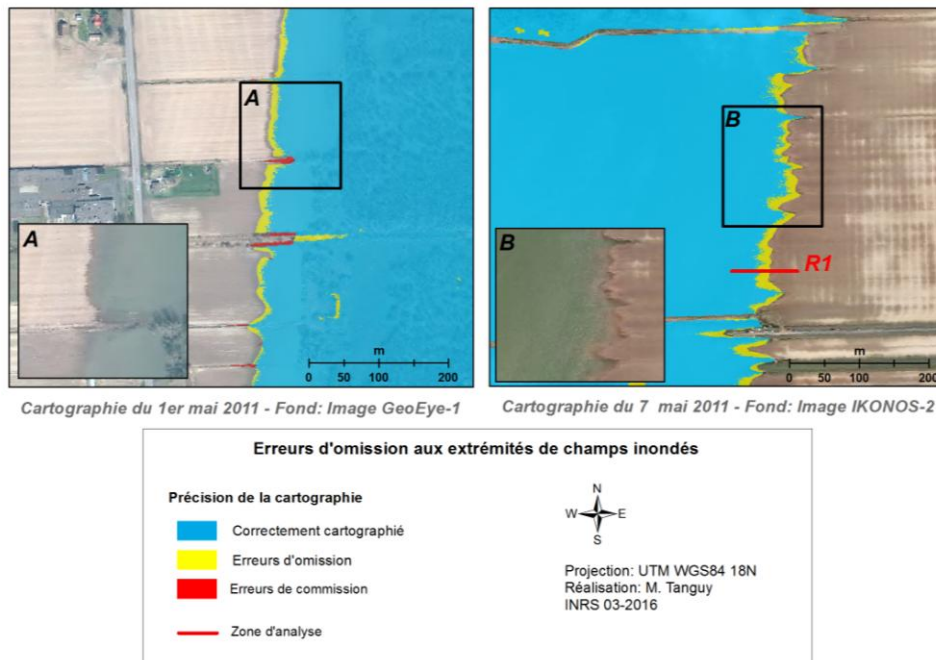 A
A
m
0 50 100 200
B
B
R1
m
0 50 100 200
Cartographie du 1er mai 2011 - Fond: Image GeoEye-1
Cartographie du 7 mai 2011 - Fond: Image IKONOS-2
Erreurs d'omission aux extrémités de champs inondés
Précision de la cartographie
Correctement cartographié
Erreurs d'omission
Erreurs de commission
Zone d'analyse
N
W E
S
Projection: UTM WGS84 18N
Réalisation: M. Tanguy
INRS 03-2016